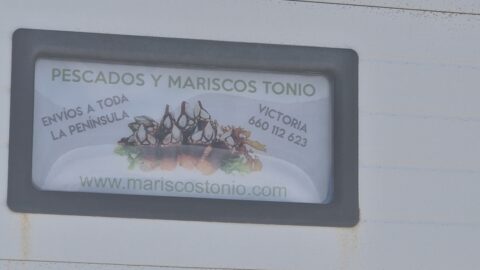 PESCADOS Y MARISCOS TONIO
ENVÍOS A TODA
LA PENÍNSULA
VICTORIA
660 112 623
www.mariscostonio.com